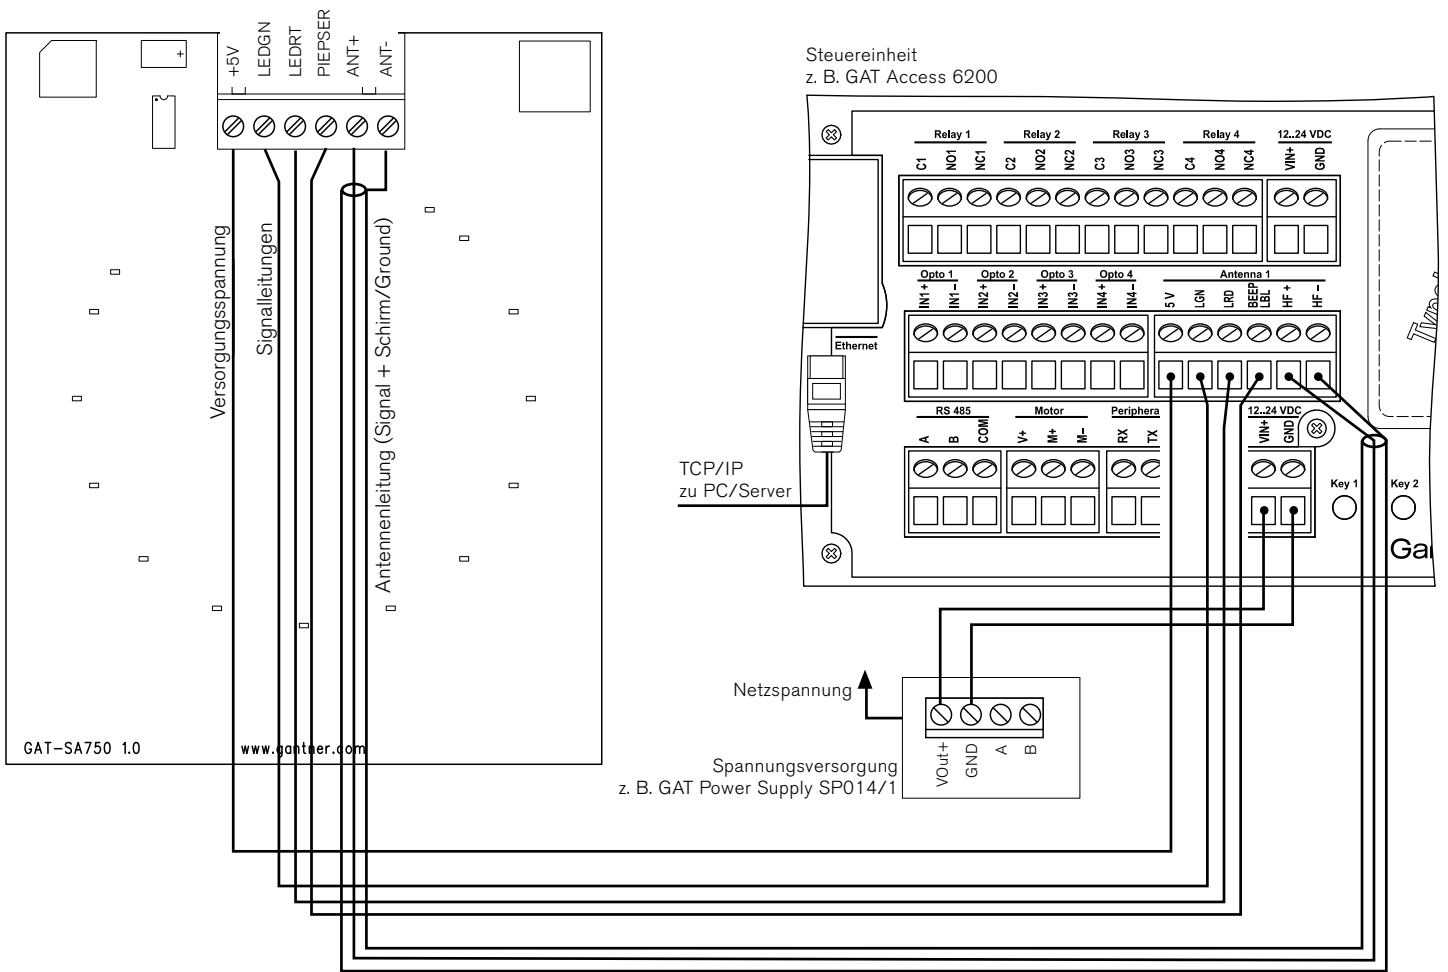 +5V
LEDGN
LEDRT
PIEPSER
ANT+
ANT-
Versorgungsspannung
Signalleitungen
Antennenleitung (Signal + Schirm/Ground)
GAT-SA750 1.0
www.gantner.com
Steuereinheit
z. B. GAT Access 6200
Relay 1
Relay 2
Relay 3
Relay 4
12..24 VDC
C1
NO1
NC1
C2
NO2
NC2
C3
NO3
NC3
C4
NO4
NC4
VIN+
GND
Opto 1
Opto 2
Opto 3
Opto 4
Antenna 1
IN1+
IN1-
IN2+
IN2-
IN3+
IN3-
IN4+
IN4-
5 V
LGN
LRD
BEEP
LBL
HF +
HF -
Ethernet
RS 485
Motor
Periphera
12..24 VDC
A
B
COM
V+
M+
M-
RX
TX
VIN+
GND
Key 1
Key 2
TCP/IP
zu PC/Server
Netzspannung
VOut+
GND
A
B
Spannungsversorgung
z. B. GAT Power Supply SP014/1